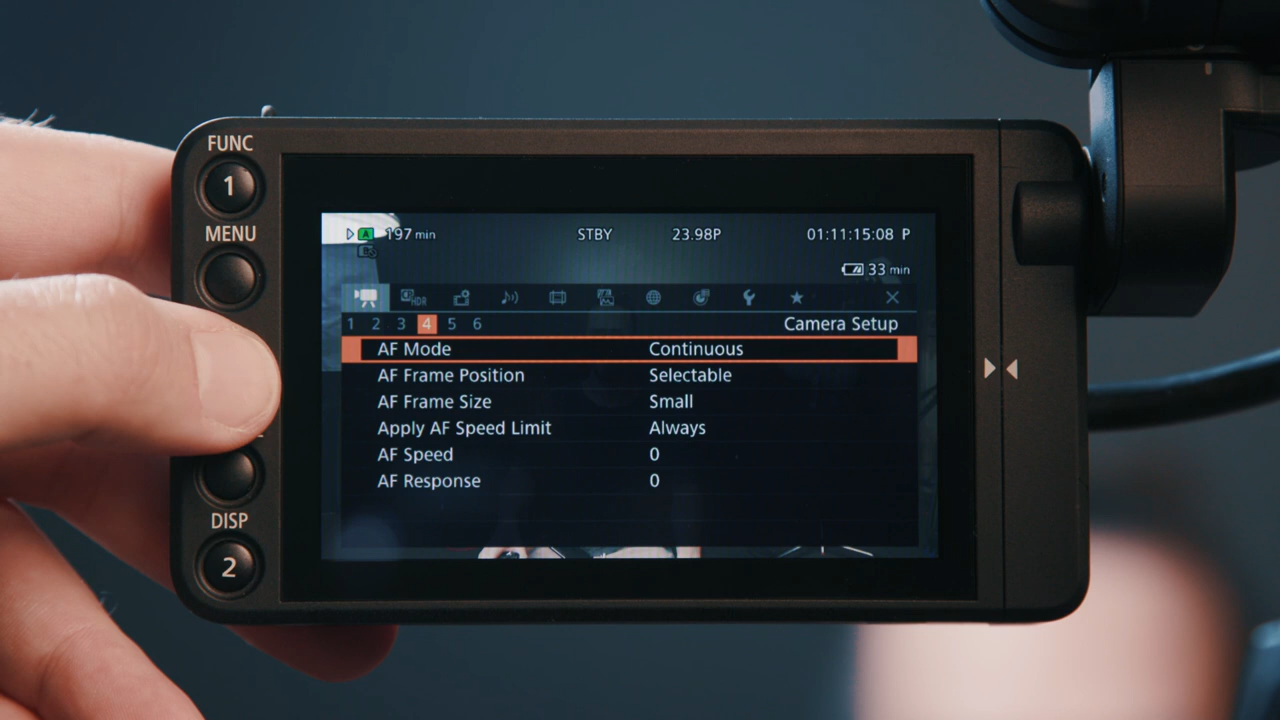 FUNC
1
MENU
DISP
2
A 197 min STBY 23.98P 01:11:15:08 P
B
33 min
HDR
1 2 3 4 5 6 Camera Setup
AF Mode Continuous
AF Frame Position Selectable
AF Frame Size Small
Apply AF Speed Limit Always
AF Speed 0
AF Response 0